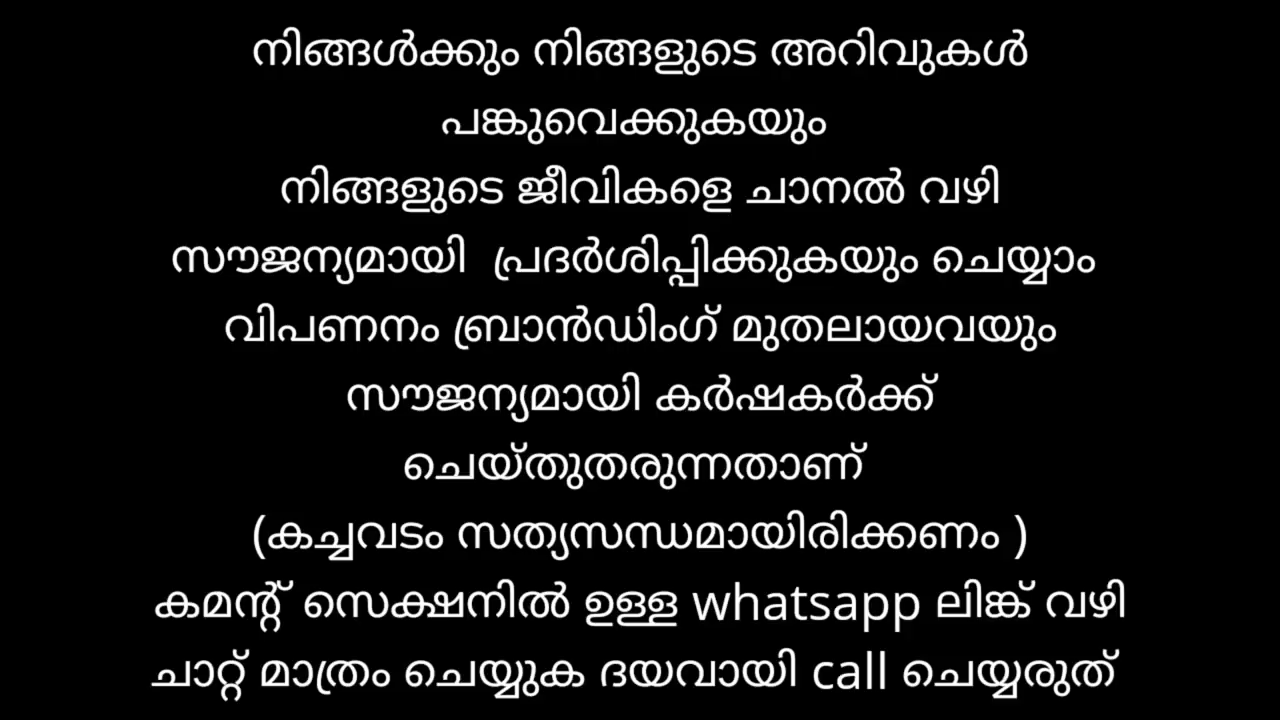 നിങ്ങൾക്കും നിങ്ങളുടെ അറിവുകൾ
പങ്കുവെക്കുകയും
നിങ്ങളുടെ ജീവികളെ ചാനൽ വഴി
സൗജന്യമായി പ്രദർശിപ്പിക്കുകയും ചെയ്യാം
വിപണനം ബ്രാൻഡിംഗ് മുതലായവയും
സൗജന്യമായി കർഷകർക്ക്
ചെയ്തുതരുന്നതാണ്
(കച്ചവടം സത്യസന്ധമായിരിക്കണം )
കമന്റ് സെക്ഷനിൽ ഉള്ള whatsapp ലിങ്ക് വഴി
ചാറ്റ് മാത്രം ചെയ്യുക ദയവായി call ചെയ്യരുത്